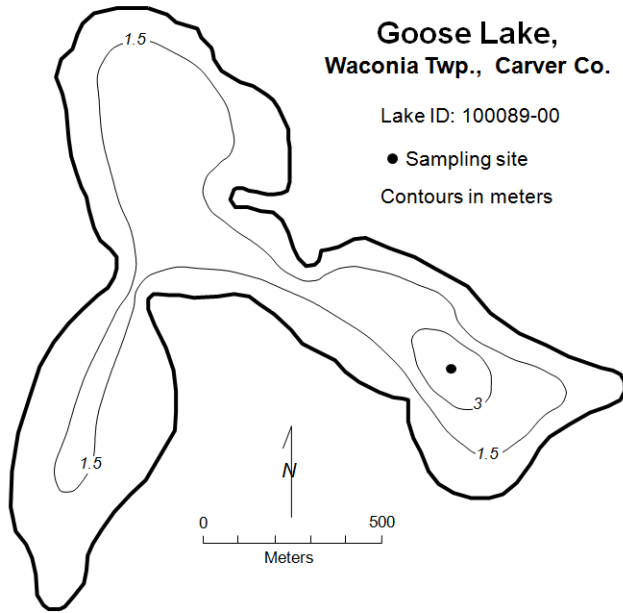 Goose Lake,
Waconia Twp., Carver Co.
Lake ID: 100089-00
Sampling site
Contours in meters
1.5
3
1.5
1.5
N
0 500
Meters